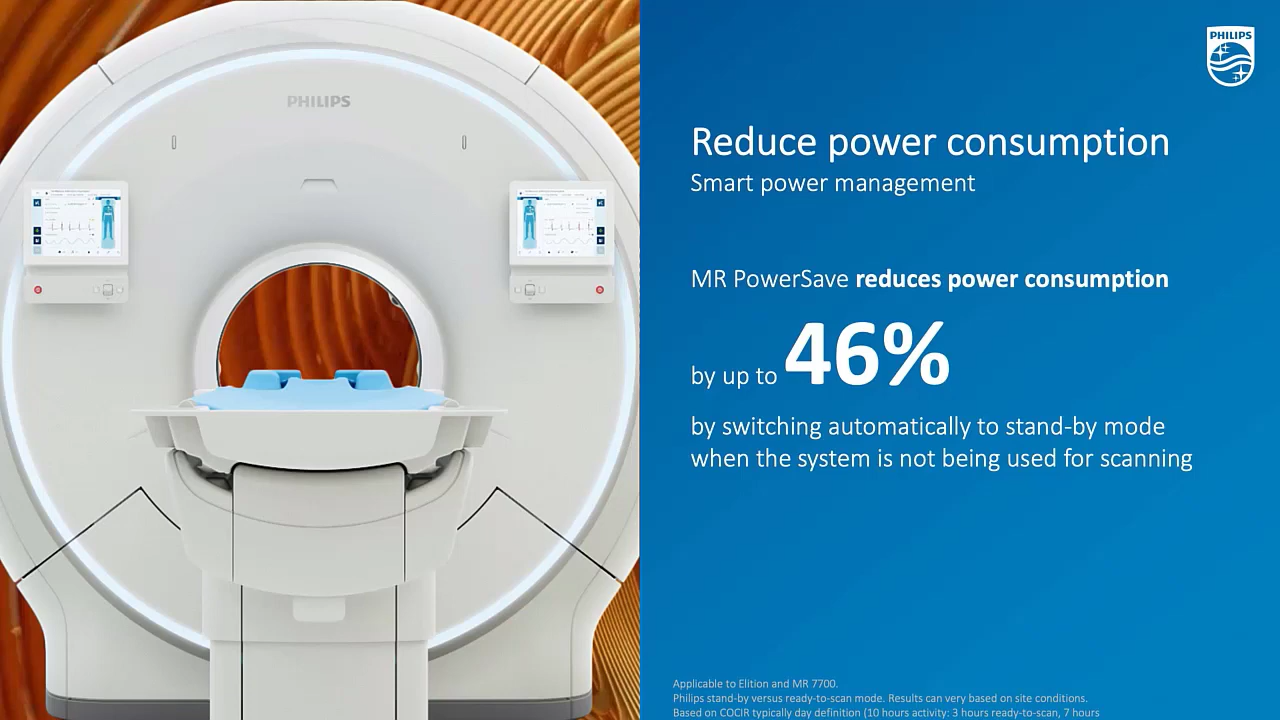 PHILIPS
PHILIPS
Reduce power consumption
Smart power management
MR PowerSave reduces power consumption
by up to 46%
by switching automatically to stand-by mode
when the system is not being used for scanning
Applicable to Elition and MR 7700.
Philips stand-by versus ready-to-scan mode. Results can very based on site conditions.
Based on COCIR typically day definition (10 hours activity: 3 hours ready-to-scan, 7 hours